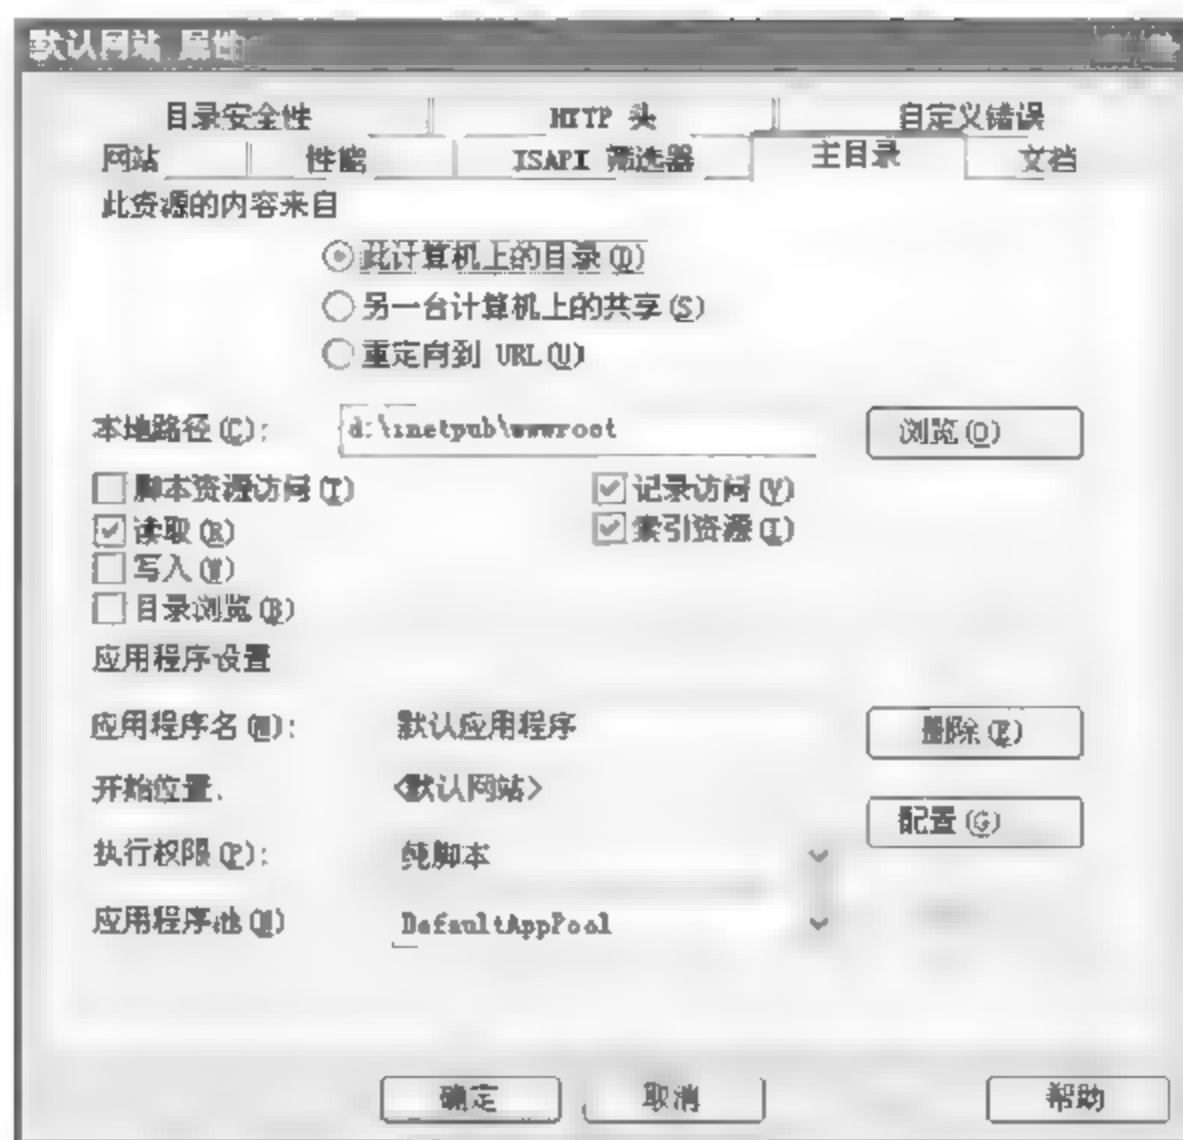 默认网站 属性
目录安全性 HTTP 头 自定义错误
网站 性能 ISAPI 筛选器 主目录 文档
此资源的内容来自
此计算机上的目录(D)
另一台计算机上的共享(S)
重定向到 URL(U)
本地路径(C): d:\inetpub\wwwroot 浏览(O)
脚本资源访问(T) 记录访问(V)
读取(R) 索引资源(I)
写入(W)
目录浏览(B)
应用程序设置
应用程序名(M): 默认应用程序 删除(E)
开始位置: <默认网站>
配置(G)
执行权限(P): 纯脚本
应用程序池(N) DefaultAppPool
确定 取消 帮助